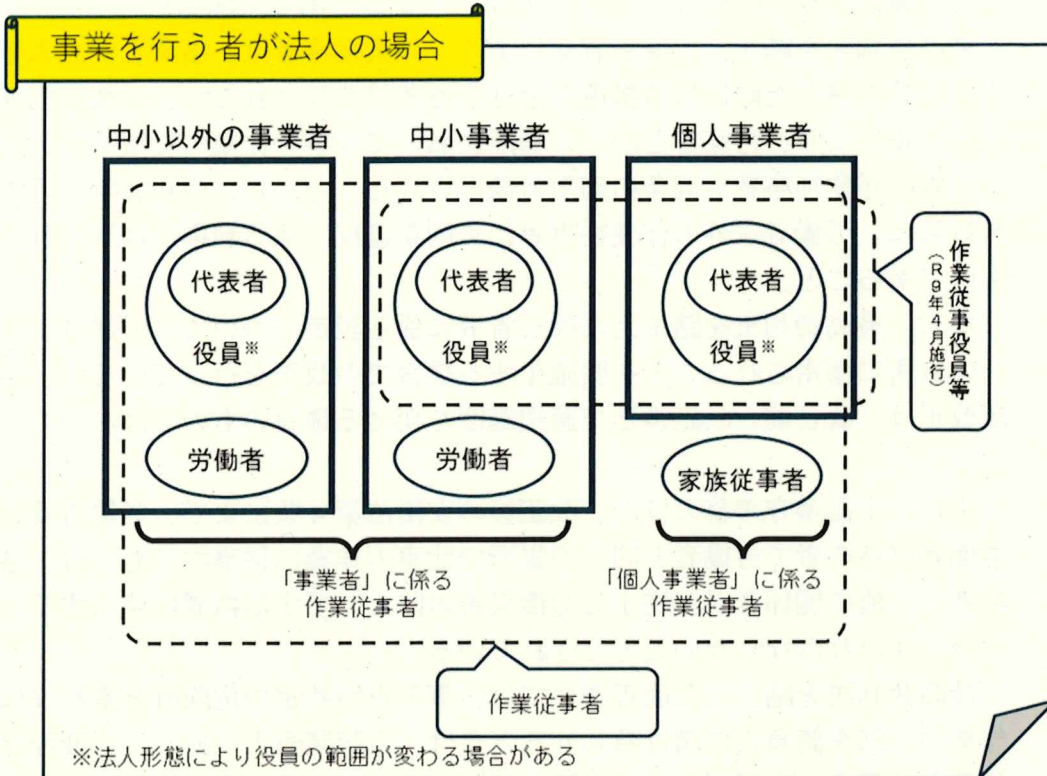 事業を行う者が法人の場合
中小以外の事業者
中小事業者
個人事業者
代表者
役員※
労働者
代表者
役員※
労働者
代表者
役員※
家族従事者
作業従事役員等
(R9年4月施行)
「事業者」に係る
作業従事者
「個人事業者」に係る
作業従事者
作業従事者
※法人形態により役員の範囲が変わる場合がある